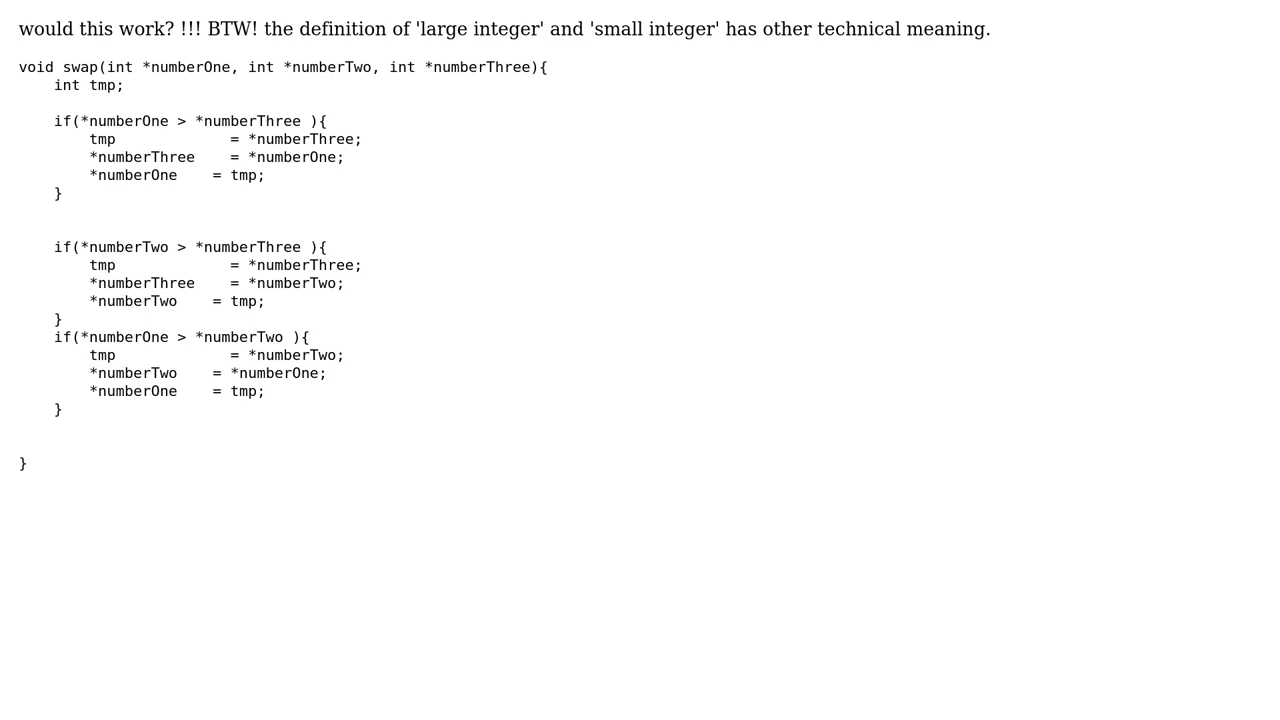 would this work? !!! BTW! the definition of 'large integer' and 'small integer' has other technical meaning.
void swap(int *numberOne, int *numberTwo, int *numberThree){
    int tmp;
    if(*numberOne > *numberThree ){
        tmp             = *numberThree;
        *numberThree    = *numberOne;
        *numberOne    = tmp;
    }
    if(*numberTwo > *numberThree ){
        tmp             = *numberThree;
        *numberThree    = *numberTwo;
        *numberTwo    = tmp;
    }
    if(*numberOne > *numberTwo ){
        tmp             = *numberTwo;
        *numberTwo    = *numberOne;
        *numberOne    = tmp;
    }
}